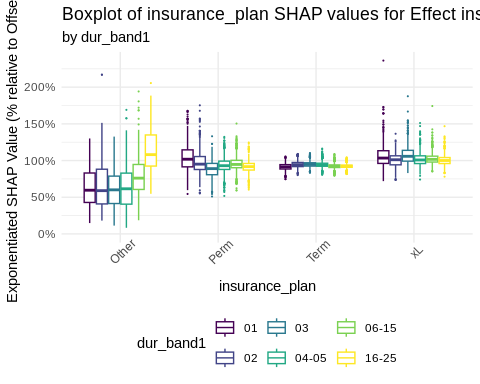 Boxplot of insurance_plan SHAP values for Effect ins
by dur_band1
Exponentiated SHAP Value (% relative to Offse
200%
150%
100%
50%
0%
Other
Perm
Term
xL
insurance_plan
dur_band1
01
03
06-15
02
04-05
16-25